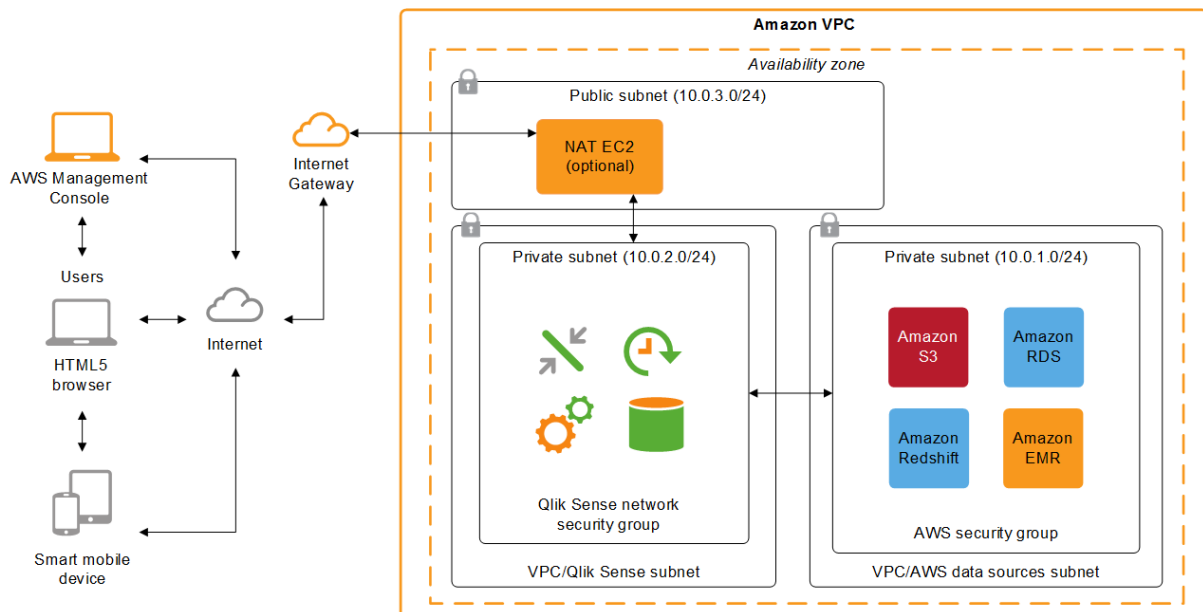 Amazon VPC
Availability zone
Public subnet (10.0.3.0/24)
NAT EC2
(optional)
Internet
Gateway
AWS Management
Console
Users
HTML5
browser
Internet
Smart mobile
device
Private subnet (10.0.2.0/24)
Qlik Sense network
security group
VPC/Qlik Sense subnet
Private subnet (10.0.1.0/24)
Amazon
S3
Amazon
RDS
Amazon
Redshift
Amazon
EMR
AWS security group
VPC/AWS data sources subnet